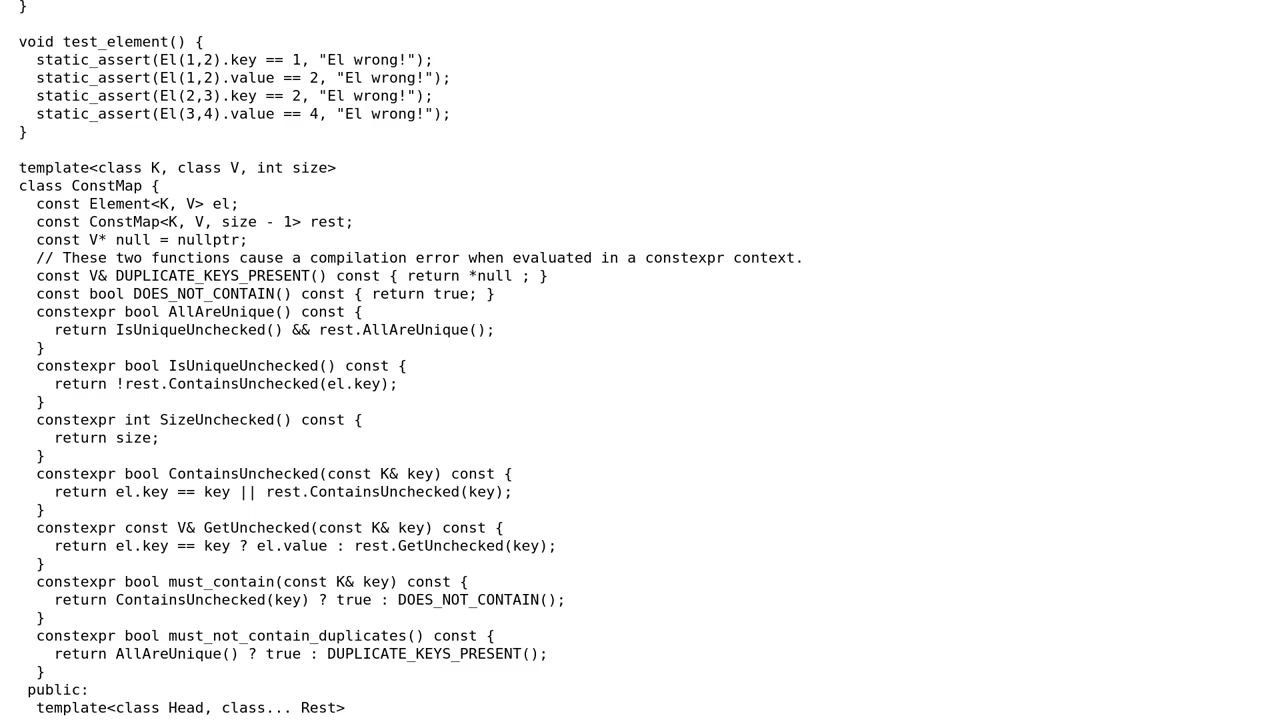 }

void test_element() {
  static_assert(El(1,2).key == 1, "El wrong!");
  static_assert(El(1,2).value == 2, "El wrong!");
  static_assert(El(2,3).key == 2, "El wrong!");
  static_assert(El(3,4).value == 4, "El wrong!");
}

template<class K, class V, int size>
class ConstMap {
  const Element<K, V> el;
  const ConstMap<K, V, size - 1> rest;
  const V* null = nullptr;
  // These two functions cause a compilation error when evaluated in a constexpr context.
  const V& DUPLICATE_KEYS_PRESENT() const { return *null ; }
  const bool DOES_NOT_CONTAIN() const { return true; }
  constexpr bool AllAreUnique() const {
    return IsUniqueUnchecked() && rest.AllAreUnique();
  }
  constexpr bool IsUniqueUnchecked() const {
    return !rest.ContainsUnchecked(el.key);
  }
  constexpr int SizeUnchecked() const {
    return size;
  }
  constexpr bool ContainsUnchecked(const K& key) const {
    return el.key == key || rest.ContainsUnchecked(key);
  }
  constexpr const V& GetUnchecked(const K& key) const {
    return el.key == key ? el.value : rest.GetUnchecked(key);
  }
  constexpr bool must_contain(const K& key) const {
    return ContainsUnchecked(key) ? true : DOES_NOT_CONTAIN();
  }
  constexpr bool must_not_contain_duplicates() const {
    return AllAreUnique() ? true : DUPLICATE_KEYS_PRESENT();
  }
 public:
  template<class Head, class... Rest>